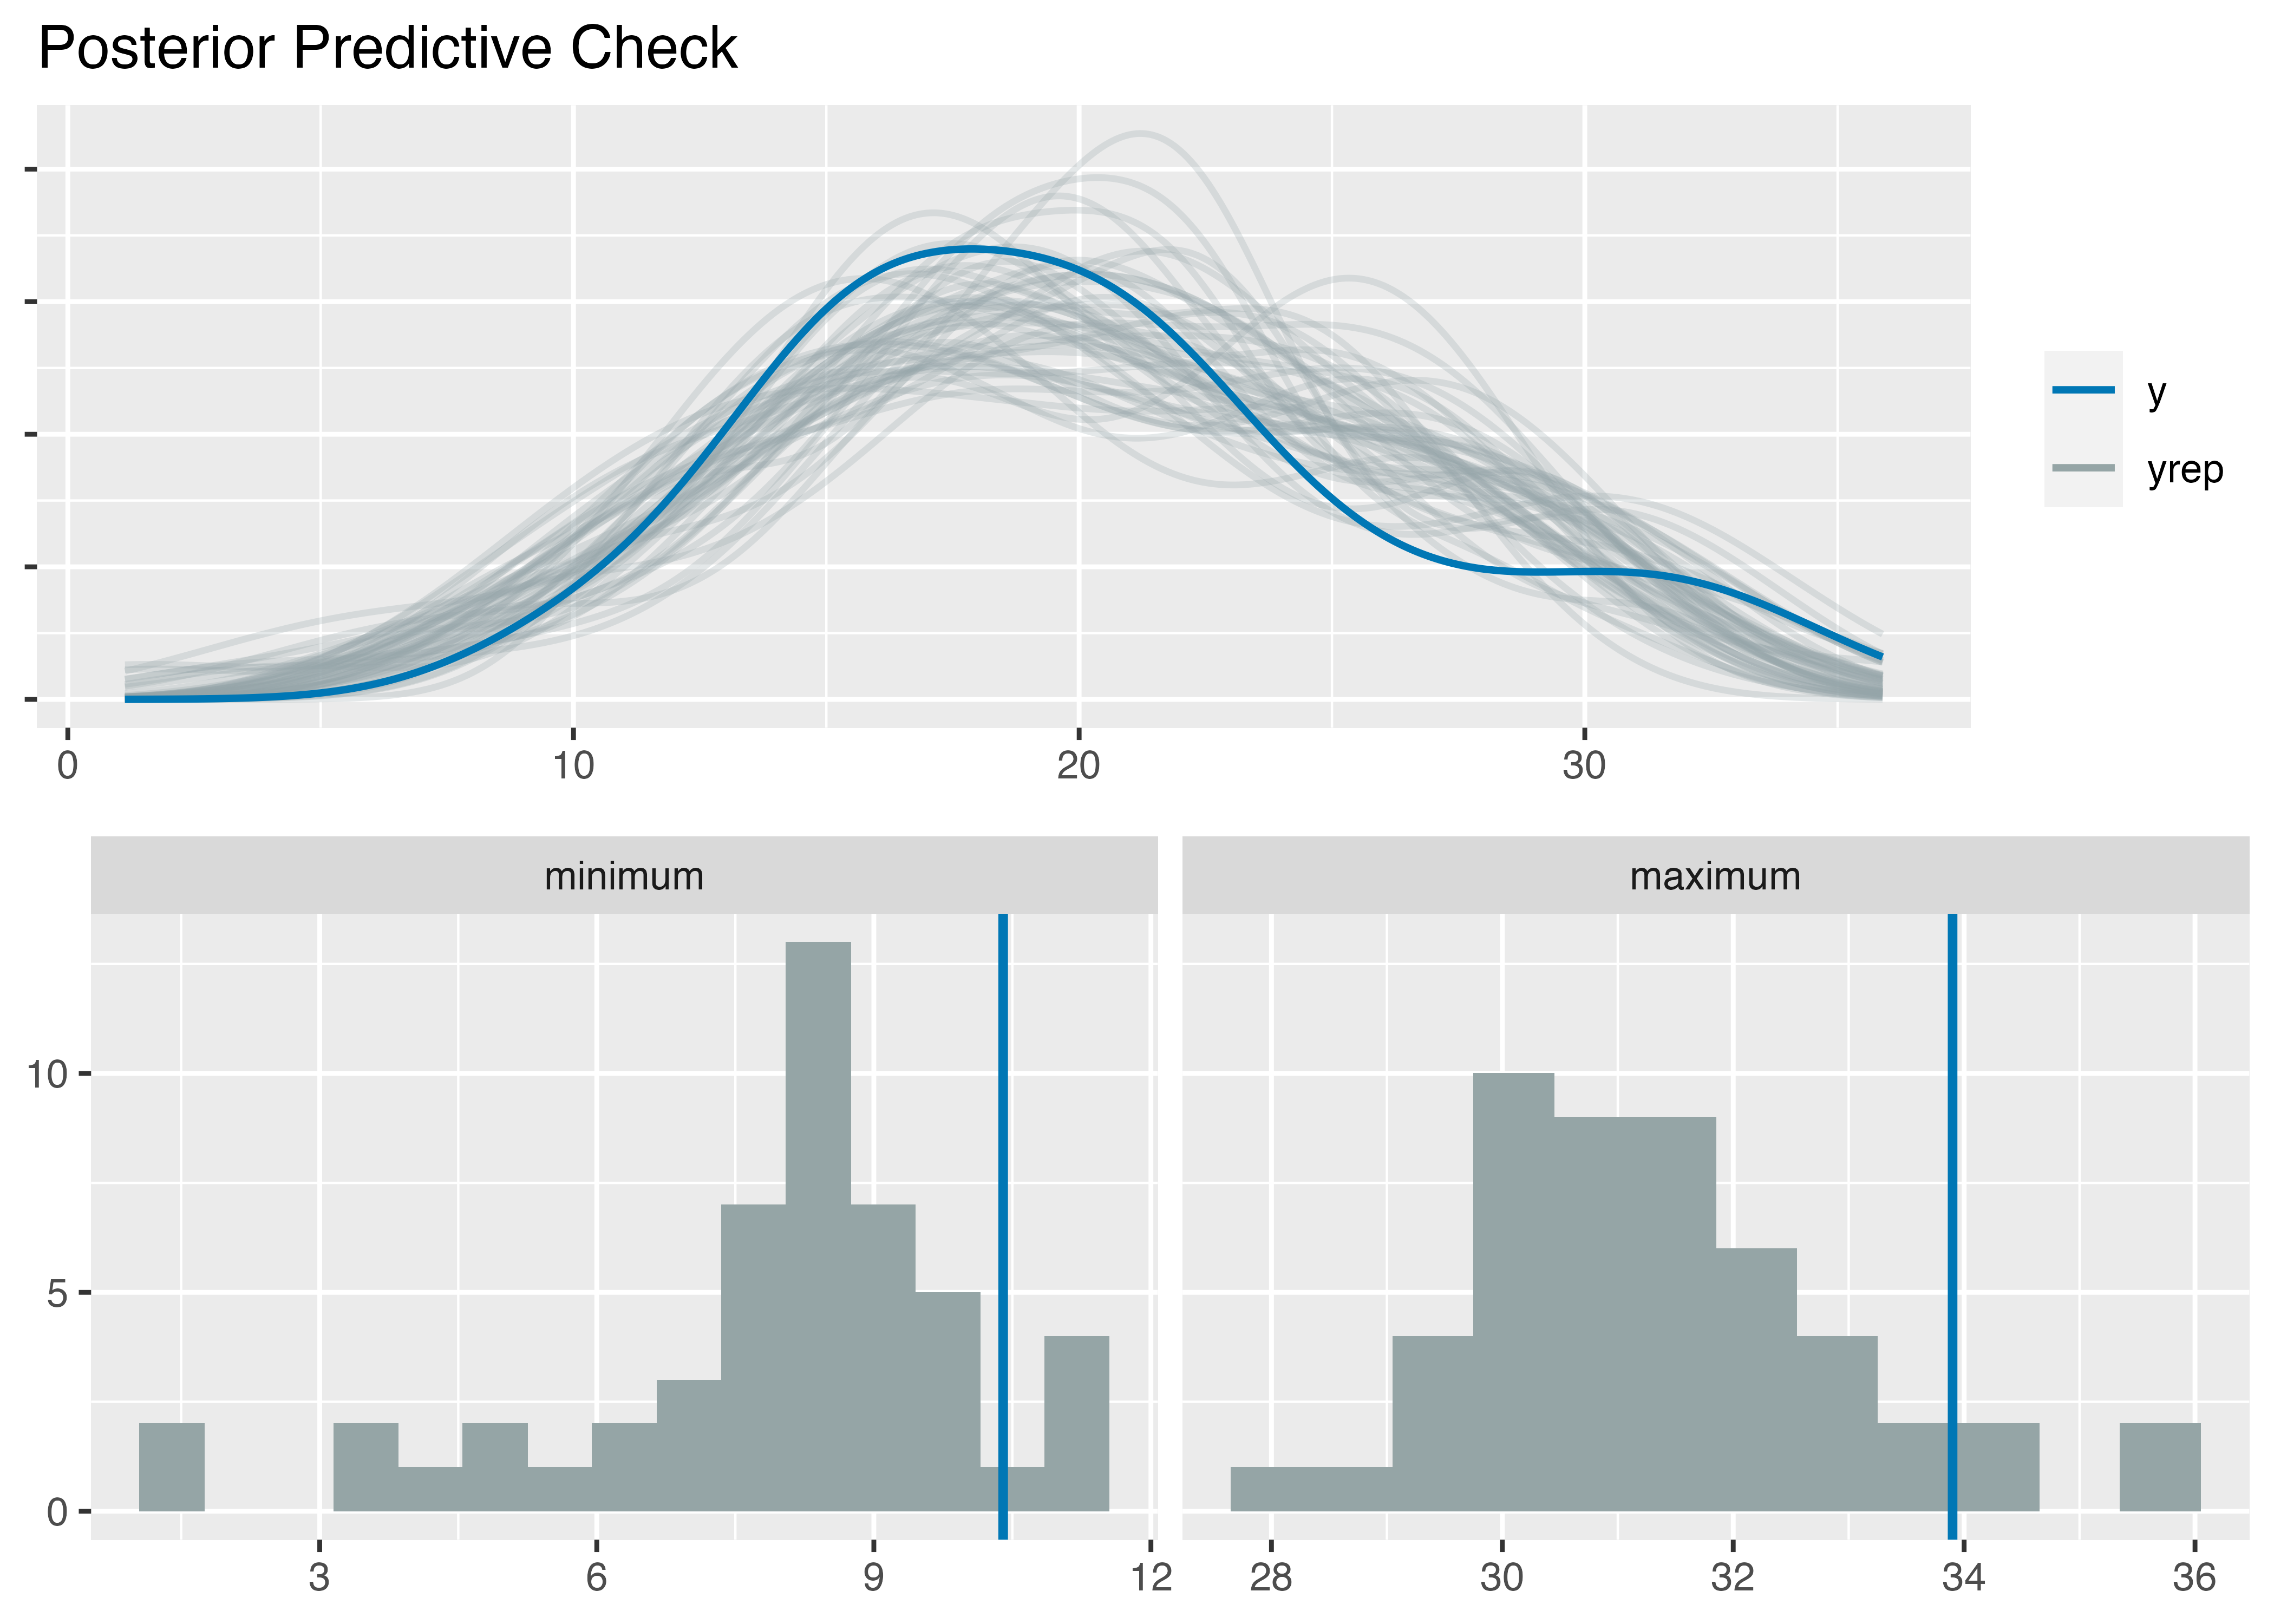 Posterior Predictive Check
y
yrep
0 10 20 30
minimum maximum
10
5
0
3 6 9 12 28 30 32 34 36